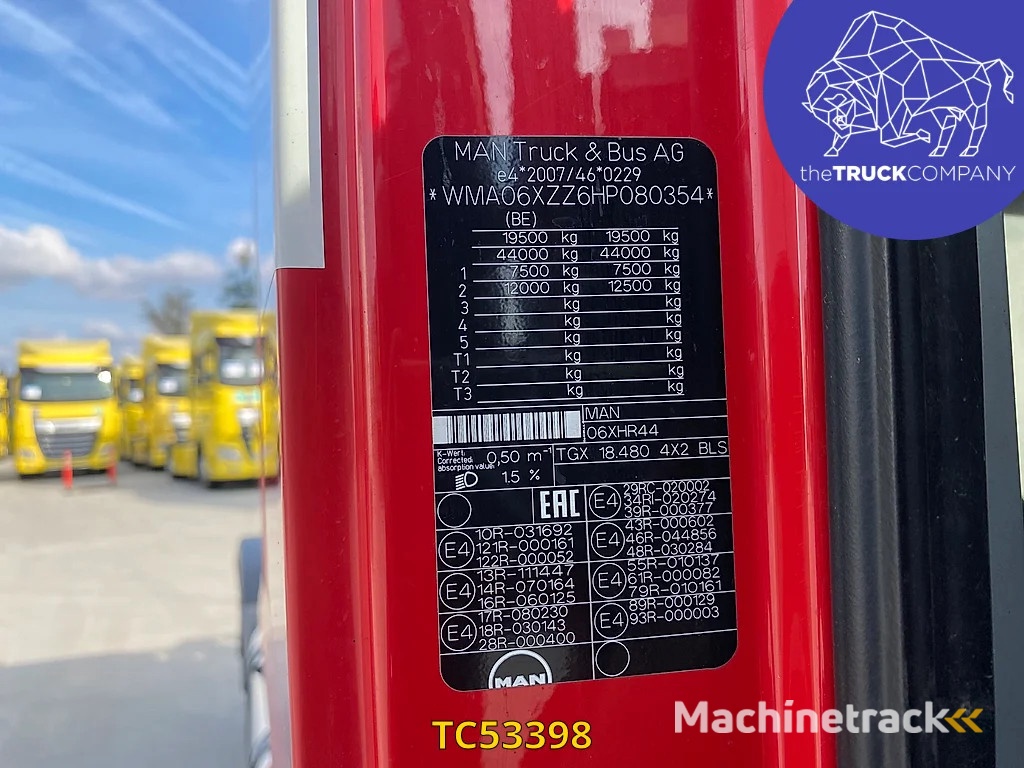 theTRUCKCOMPANY
MAN Truck & Bus AG
e4*2007/46*0229
*WMA06XZZ6HP080354*
(BE)
19500 kg 19500 kg
44000 kg 44000 kg
1 7500 kg 7500 kg
2 12000 kg 12500 kg
3 kg kg
4 kg kg
5 kg kg
T1 kg kg
T2 kg kg
T3 kg kg
MAN
06XHR44
K-Wert:
Corrected absorption value: 0,50 m⁻¹
1.5 %
TGX 18.480 4X2 BLS
EAC
E4
29RC-020002
34RI-020274
39R-000377
E4
10R-031692
121R-000161
122R-000052
E4
43R-000602
46R-044856
48R-030284
E4
13R-111447
14R-070164
16R-060125
E4
55R-010137
61R-000082
79R-010161
E4
17R-080230
18R-030143
28R-000400
E4
89R-000129
93R-000003
MAN
TC53398
Machinetrack